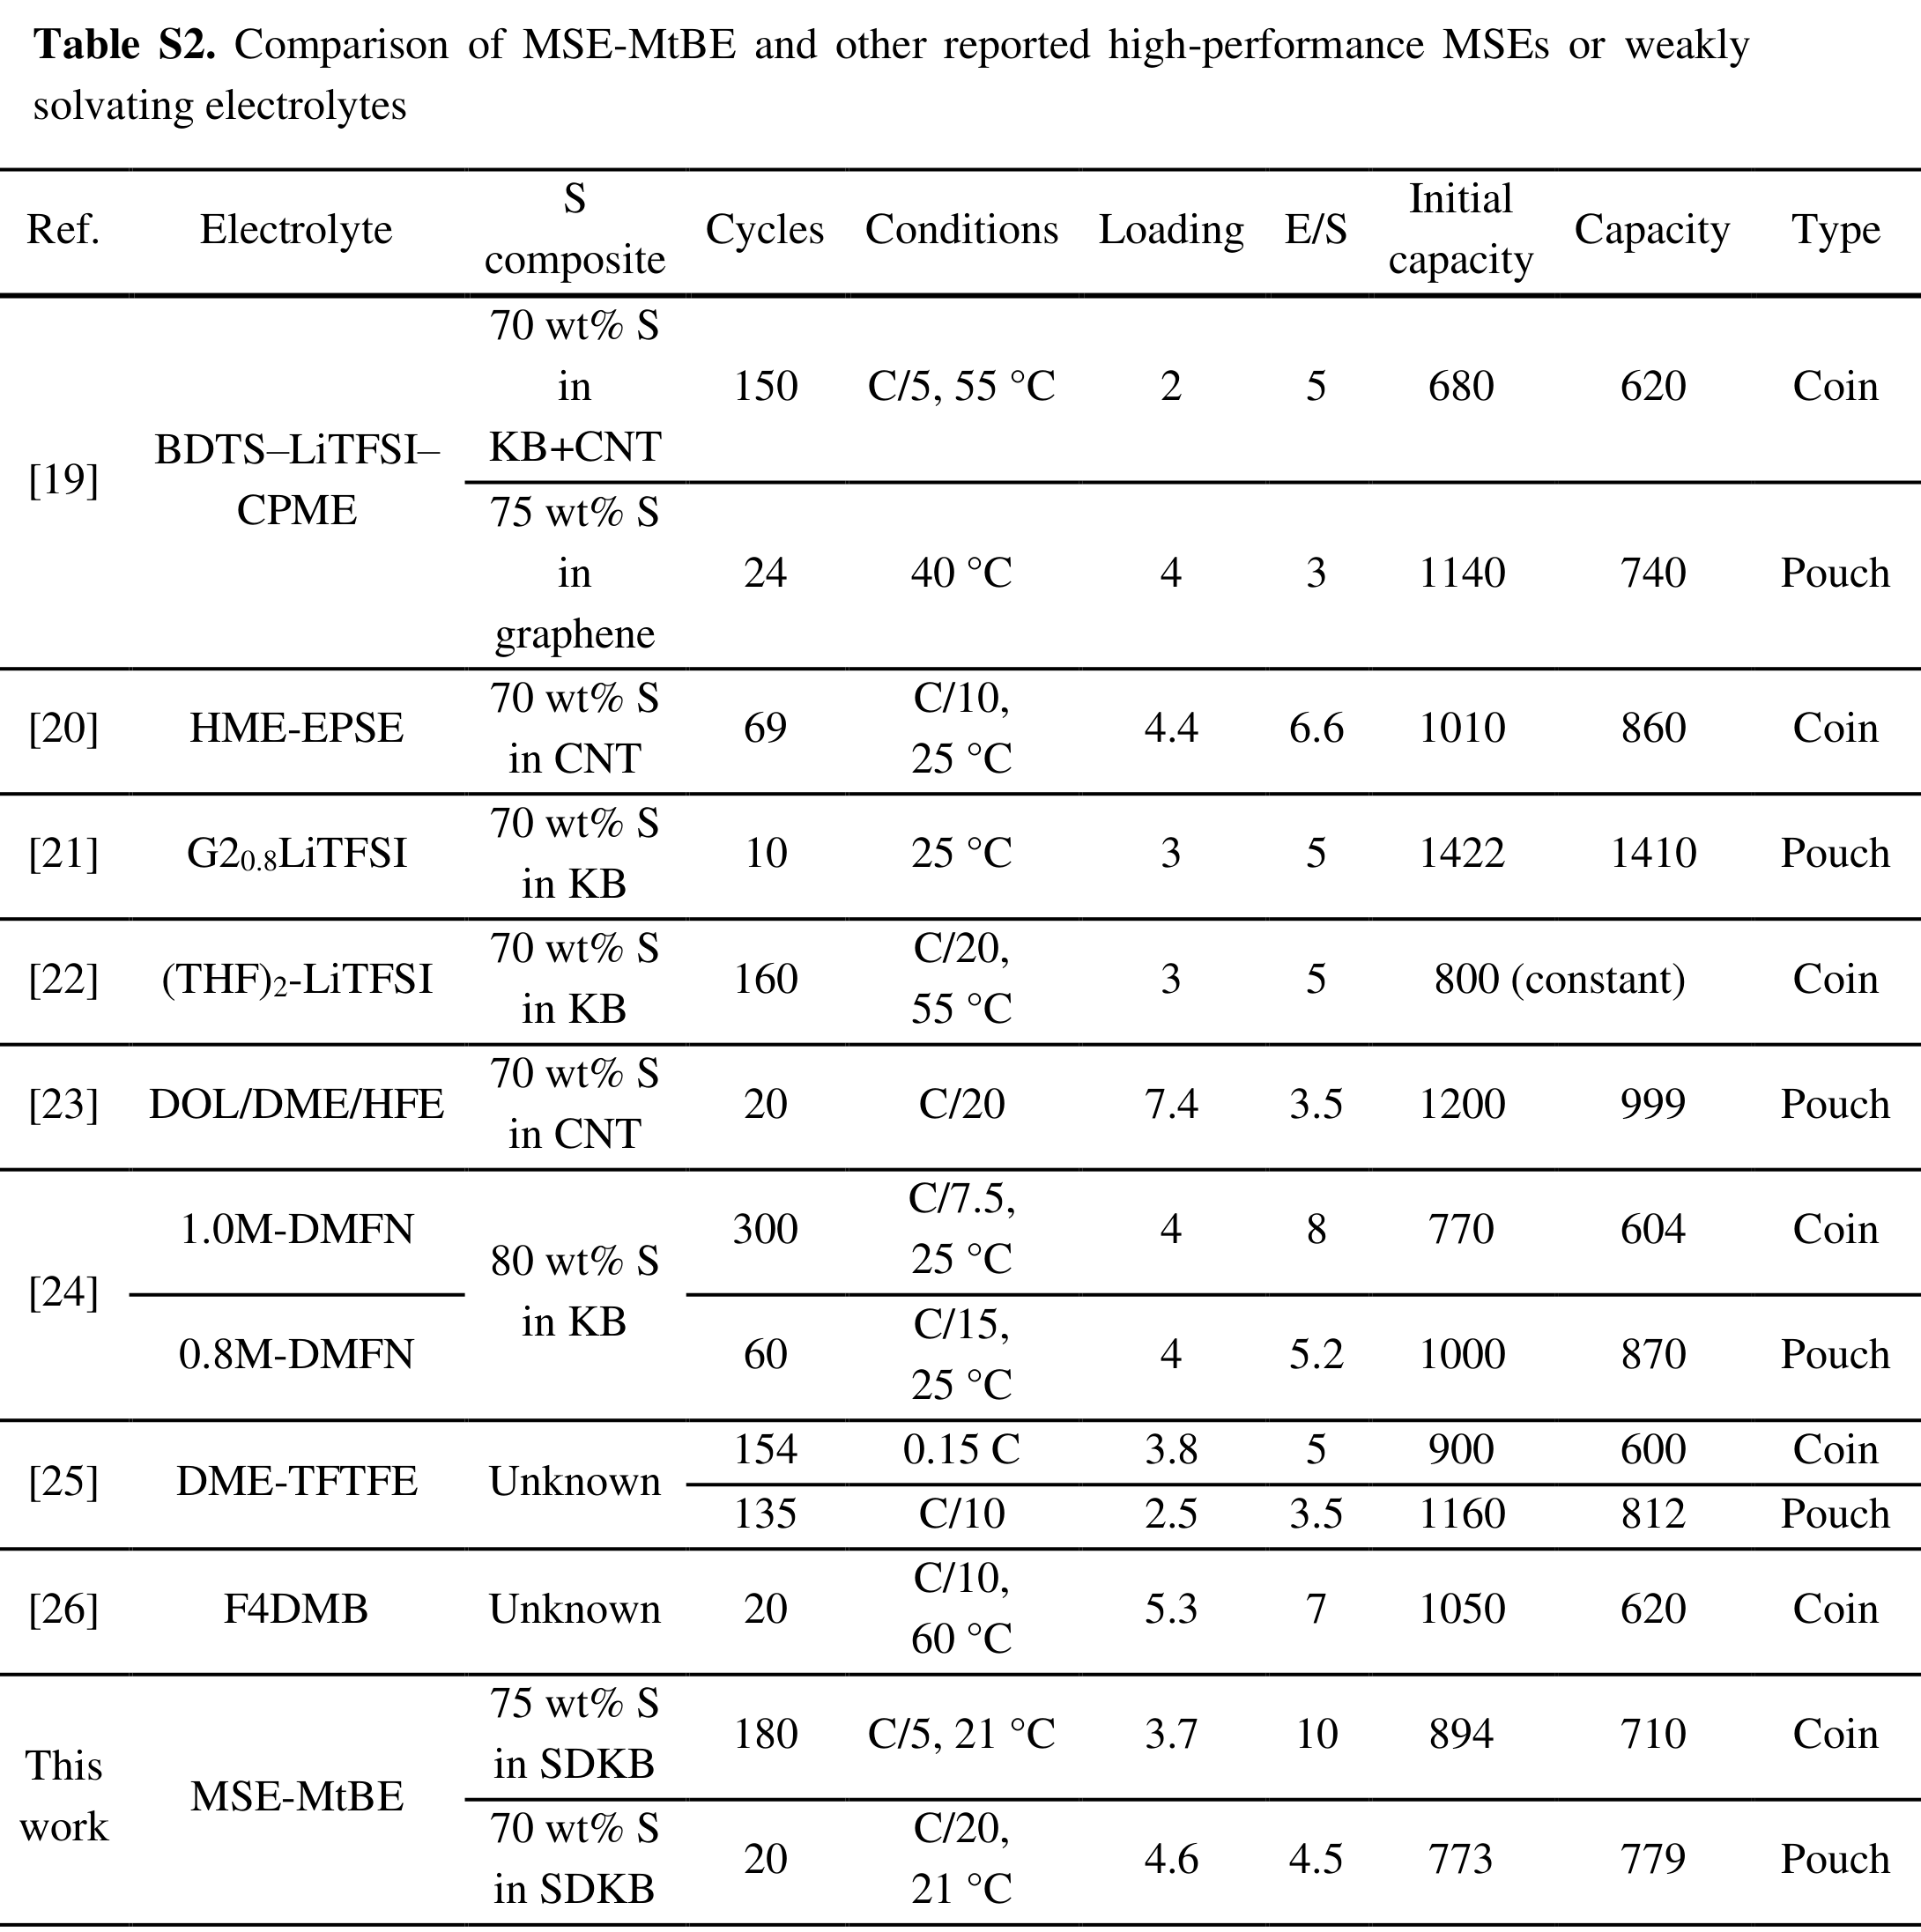 Table S2. Comparison of MSE-MtBE and other reported high-performance MSEs or weakly
solvating electrolytes
Ref. Electrolyte S composite Cycles Conditions Loading E/S Initial capacity Capacity Type
[19] BDTS–LiTFSI–CPME 70 wt% S in KB+CNT 150 C/5, 55 °C 2 5 680 620 Coin
75 wt% S in graphene 24 40 °C 4 3 1140 740 Pouch
[20] HME-EPSE 70 wt% S in CNT 69 C/10, 25 °C 4.4 6.6 1010 860 Coin
[21] G2₀.₈LiTFSI 70 wt% S in KB 10 25 °C 3 5 1422 1410 Pouch
[22] (THF)₂-LiTFSI 70 wt% S in KB 160 C/20, 55 °C 3 5 800 (constant) Coin
[23] DOL/DME/HFE 70 wt% S in CNT 20 C/20 7.4 3.5 1200 999 Pouch
[24] 1.0M-DMFN 80 wt% S in KB 300 C/7.5, 25 °C 4 8 770 604 Coin
0.8M-DMFN 60 C/15, 25 °C 4 5.2 1000 870 Pouch
[25] DME-TFTFE Unknown 154 0.15 C 3.8 5 900 600 Coin
135 C/10 2.5 3.5 1160 812 Pouch
[26] F4DMB Unknown 20 C/10, 60 °C 5.3 7 1050 620 Coin
This work MSE-MtBE 75 wt% S in SDKB 180 C/5, 21 °C 3.7 10 894 710 Coin
70 wt% S in SDKB 20 C/20, 21 °C 4.6 4.5 773 779 Pouch